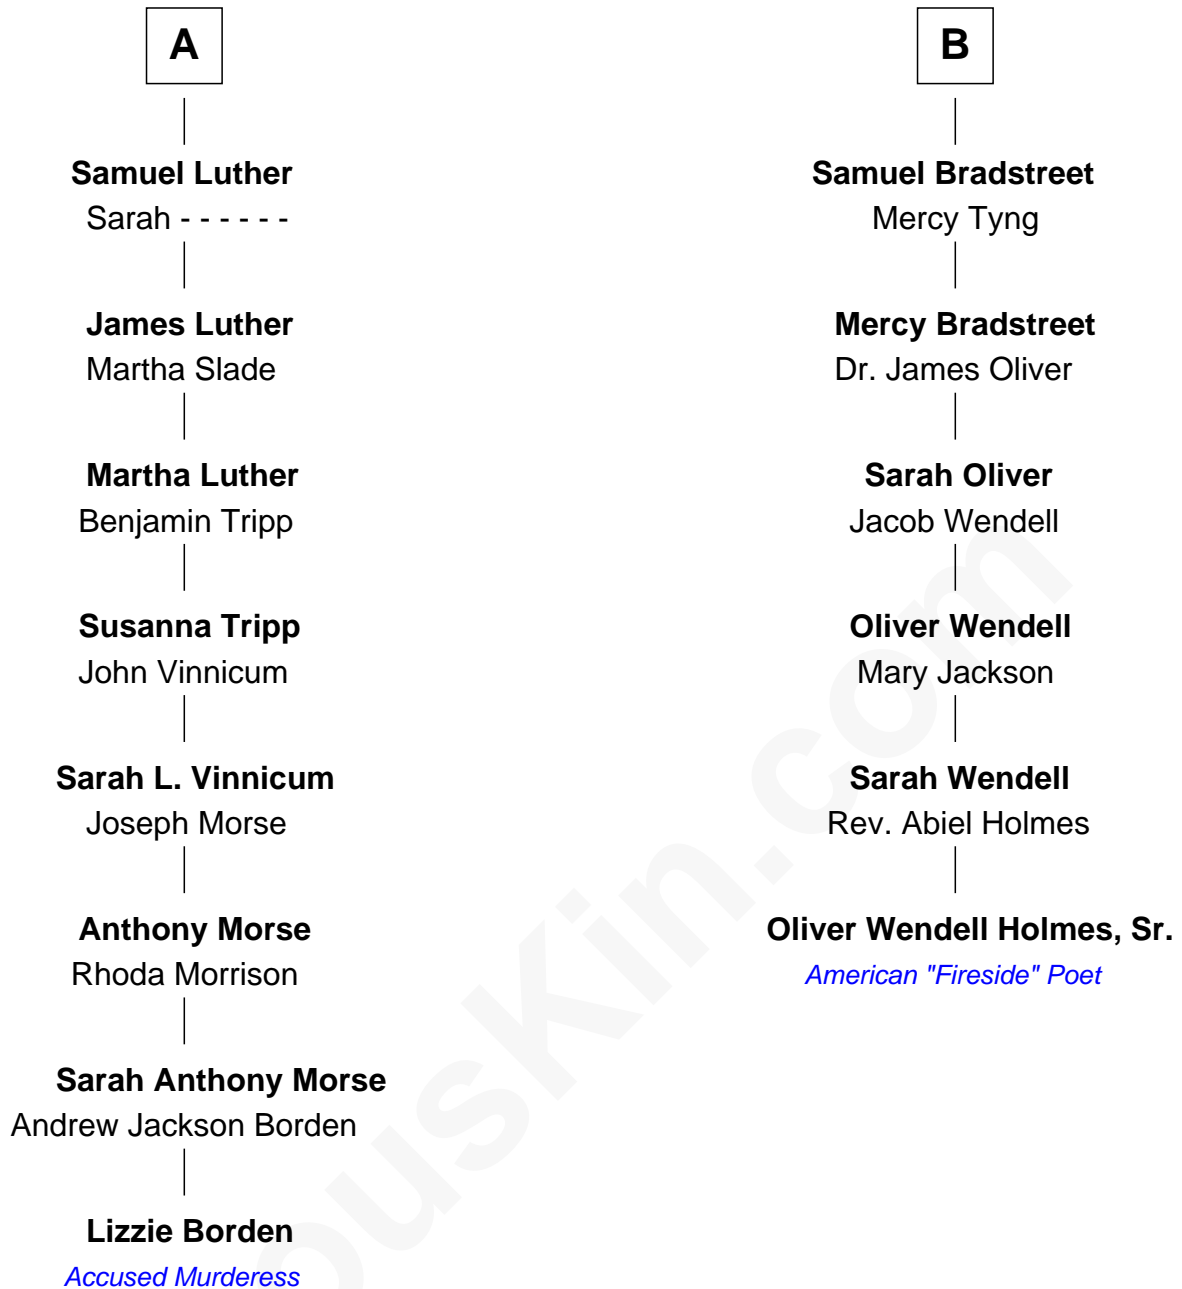 A
Samuel Luther
Sarah - - - - - -
James Luther
Martha Slade
Martha Luther
Benjamin Tripp
Susanna Tripp
John Vinnicum
Sarah L. Vinnicum
Joseph Morse
Anthony Morse
Rhoda Morrison
Sarah Anthony Morse
Andrew Jackson Borden
Lizzie Borden
Accused Murderess
B
Samuel Bradstreet
Mercy Tyng
Mercy Bradstreet
Dr. James Oliver
Sarah Oliver
Jacob Wendell
Oliver Wendell
Mary Jackson
Sarah Wendell
Rev. Abiel Holmes
Oliver Wendell Holmes, Sr.
American "Fireside" Poet
ousKin.com